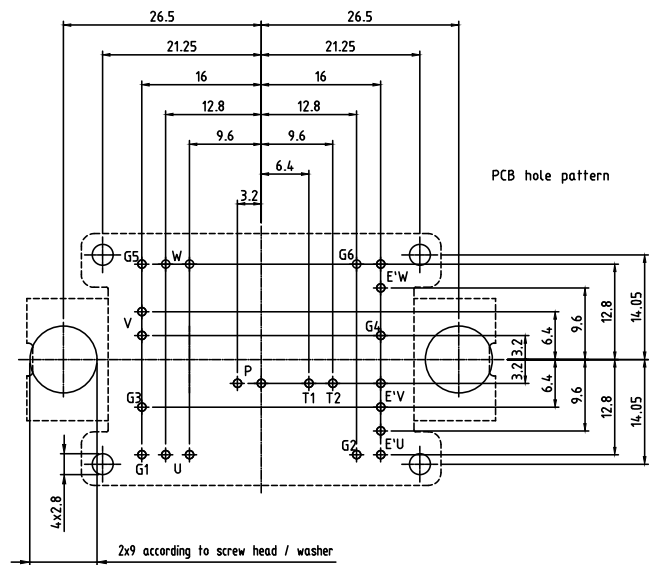 26.5 26.5
21.25 21.25
16 16
12.8 12.8
9.6 9.6
6.4
3.2
PCB hole pattern
G5 W G6
E'W
V
G4
P
T1 T2
G3
E'V
E'U
G1 U G2
3.2 3.2
6.4 6.4
9.6 9.6
12.8 12.8
14.05 14.05
4x2.8
2x9 according to screw head / washer